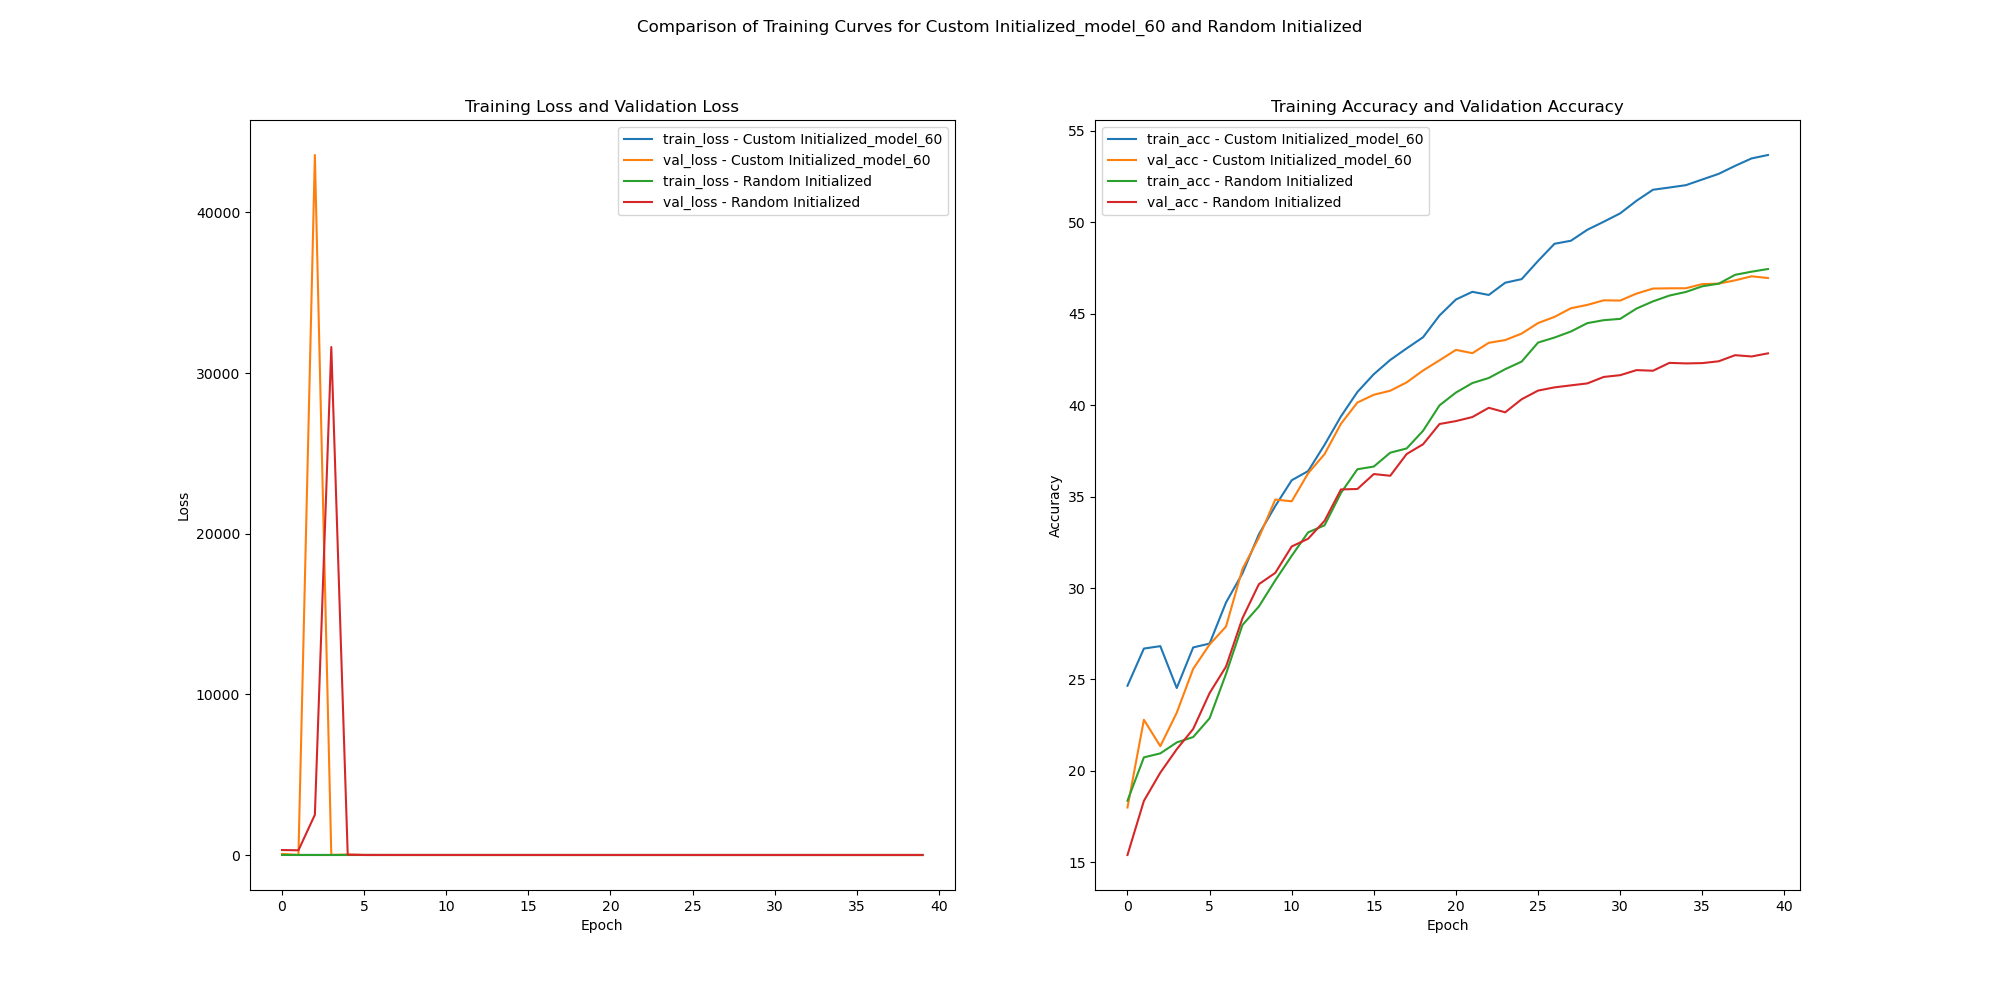 Comparison of Training Curves for Custom Initialized_model_60 and Random Initialized
Training Loss and Validation Loss
train_loss - Custom Initialized_model_60
val_loss - Custom Initialized_model_60
train_loss - Random Initialized
val_loss - Random Initialized
40000
30000
20000
10000
0
Loss
0 5 10 15 20 25 30 35 40
Epoch
Training Accuracy and Validation Accuracy
train_acc - Custom Initialized_model_60
val_acc - Custom Initialized_model_60
train_acc - Random Initialized
val_acc - Random Initialized
55
50
45
40
35
30
25
20
15
Accuracy
0 5 10 15 20 25 30 35 40
Epoch